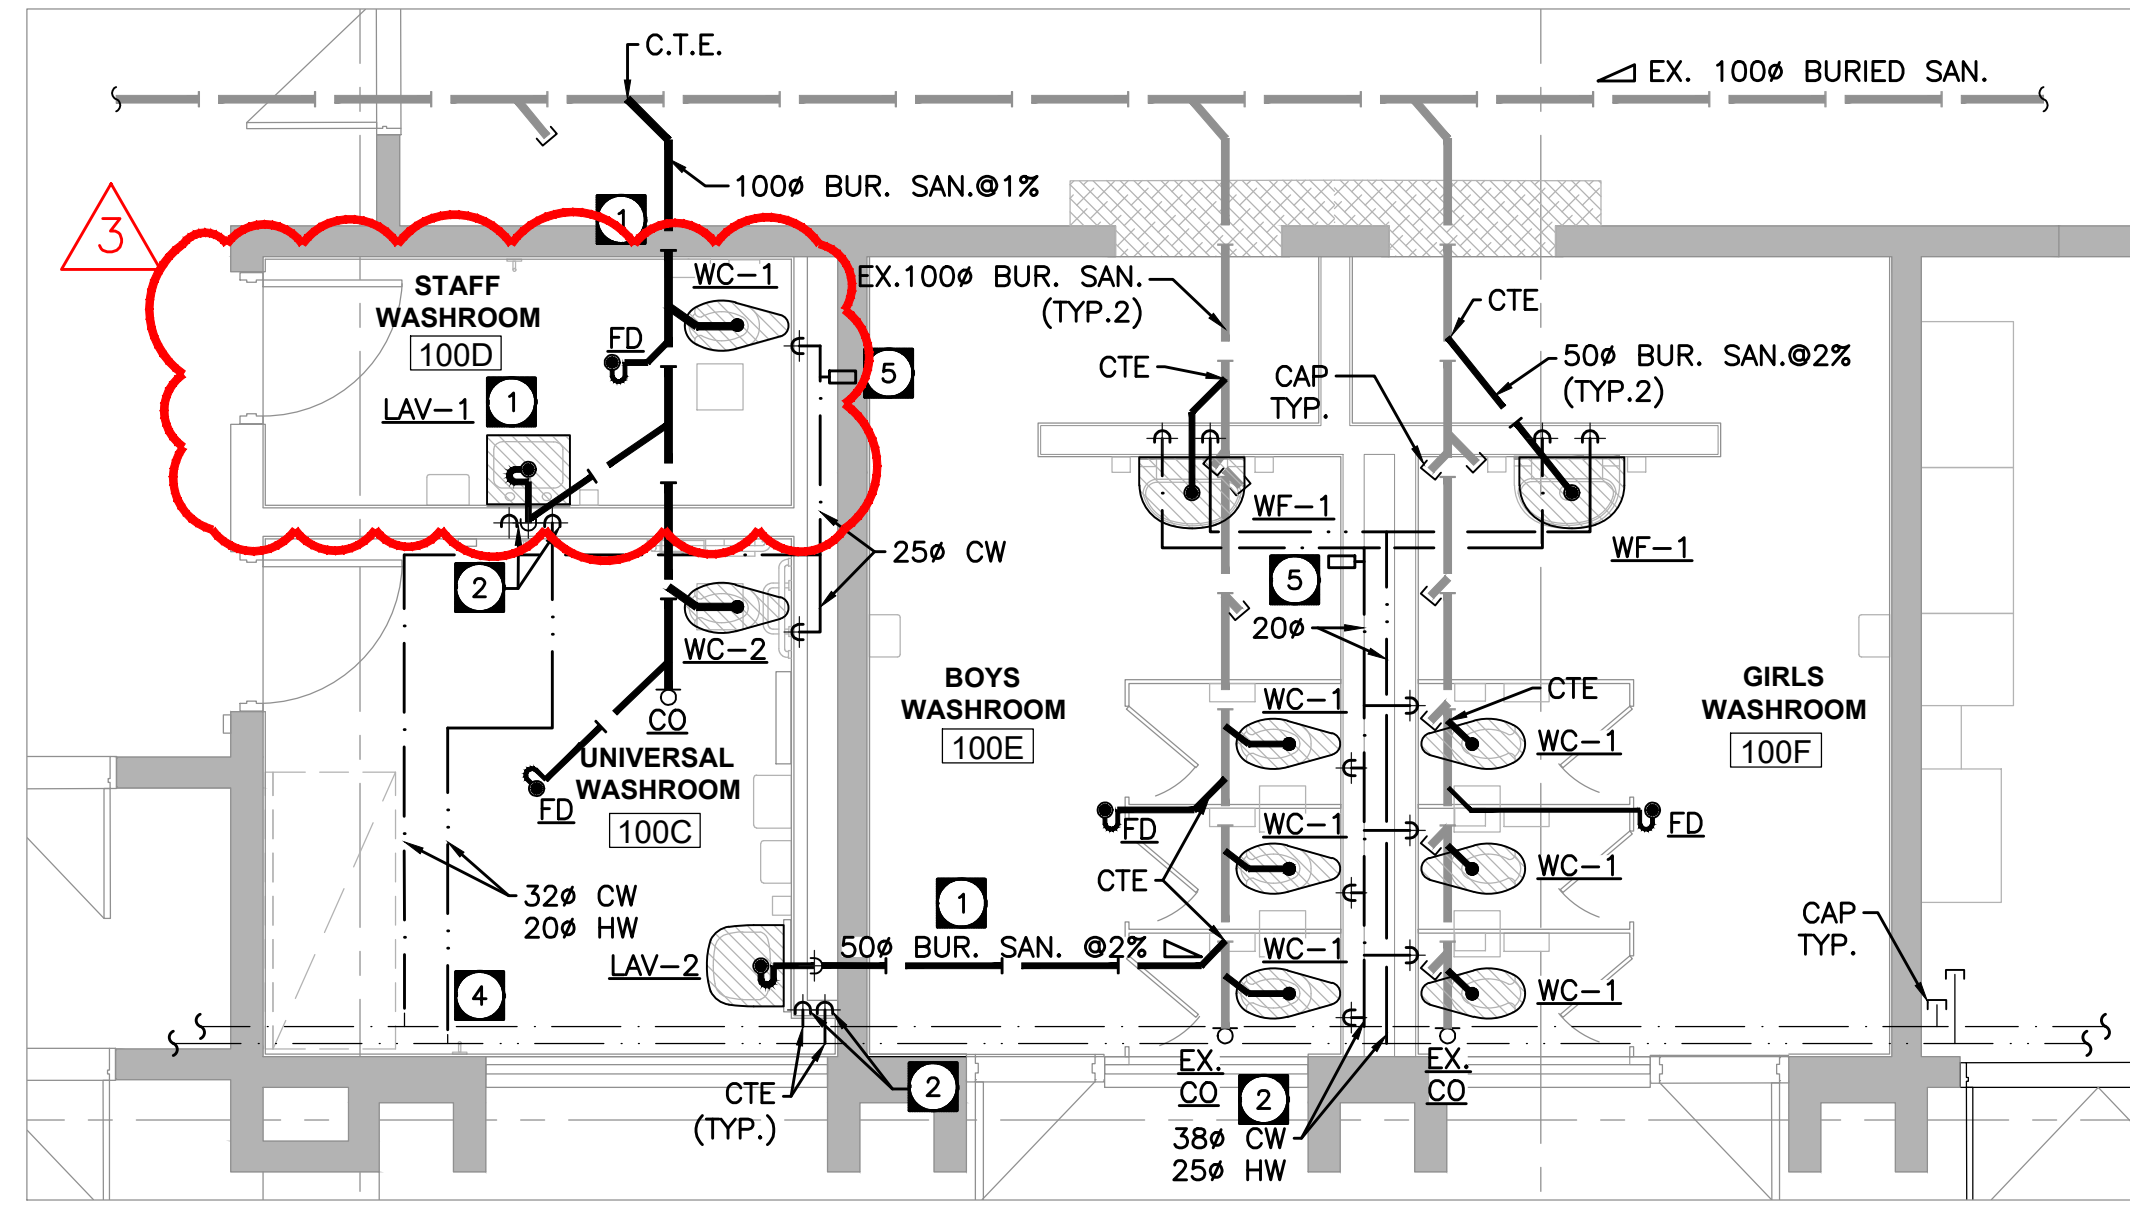 C.T.E.
EX. 100ø BURIED SAN.
100ø BUR. SAN.@1%
3
1
STAFF
WASHROOM
100D
WC-1
FD
EX.100ø BUR. SAN.
(TYP.2)
CTE
50ø BUR. SAN.@2%
(TYP.2)
CTE
CAP
TYP.
5
LAV-1
1
WF-1
WF-1
25ø CW
2
5
20ø
WC-2
CO
UNIVERSAL
WASHROOM
100C
FD
BOYS
WASHROOM
100E
GIRLS
WASHROOM
100F
CTE
WC-1
WC-1
FD
FD
WC-1
WC-1
CTE
32ø CW
20ø HW
1
50ø BUR. SAN. @2%
LAV-2
WC-1
WC-1
CAP
TYP.
4
CTE
(TYP.)
2
EX.
CO
2
EX.
CO
38ø CW
25ø HW